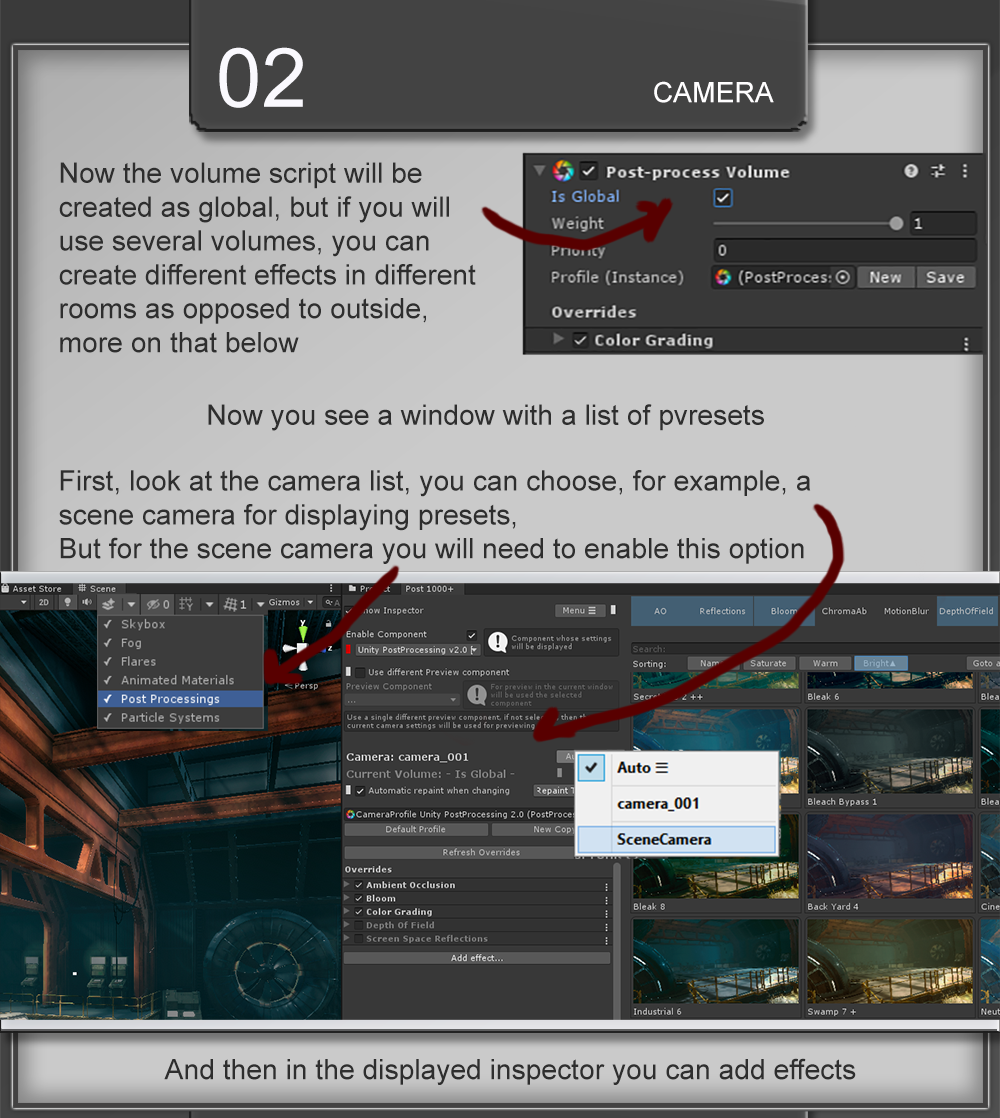 02
CAMERA
Now the volume script will be
created as global, but if you will
use several volumes, you can
create different effects in different
rooms as opposed to outside,
more on that below
Post-process Volume
Is Global
Weight
1
Priority
0
Profile (Instance)
(PostProces:
New
Save
Overrides
Color Grading
Now you see a window with a list of pvresets
First, look at the camera list, you can choose, for example, a
scene camera for displaying presets,
But for the scene camera you will need to enable this option
Asset Store
Scene
2D
0
1
Gizmos
Skybox
Fog
Flares
Animated Materials
Post Processings
Particle Systems
y
z
Persp
Post 1000+
Inspector
Menu
Enable Component
Unity PostProcessing v2.0
Component whose settings
will be displayed
Use different Preview component
Preview Component
...
For preview in the current window
will be used the selected
component
Use a single different preview component, if not
current camera settings will be used for previewing
Camera: camera_001
Current Volume: - Is Global -
Automatic repaint when changing
Repaint T
CameraProfile Unity PostProcessing 2.0 (PostProces
Default Profile
New Copy
Refresh Overrides
Overrides
Ambient Occlusion
Bloom
Color Grading
Depth Of Field
Screen Space Reflections
Add effect...
Auto
camera_001
SceneCamera
AO
Reflections
Bloom
ChromaAb
MotionBlur
DepthOfField
Search:
Sorting:
Saturate
Warm
Bright▲
Goto a
2 ++
Bleak 6
Bleach Bypass 1
Bleak 8
Back Yard 4
Cine
Industrial 6
Swamp 7 +
Neut
And then in the displayed inspector you can add effects